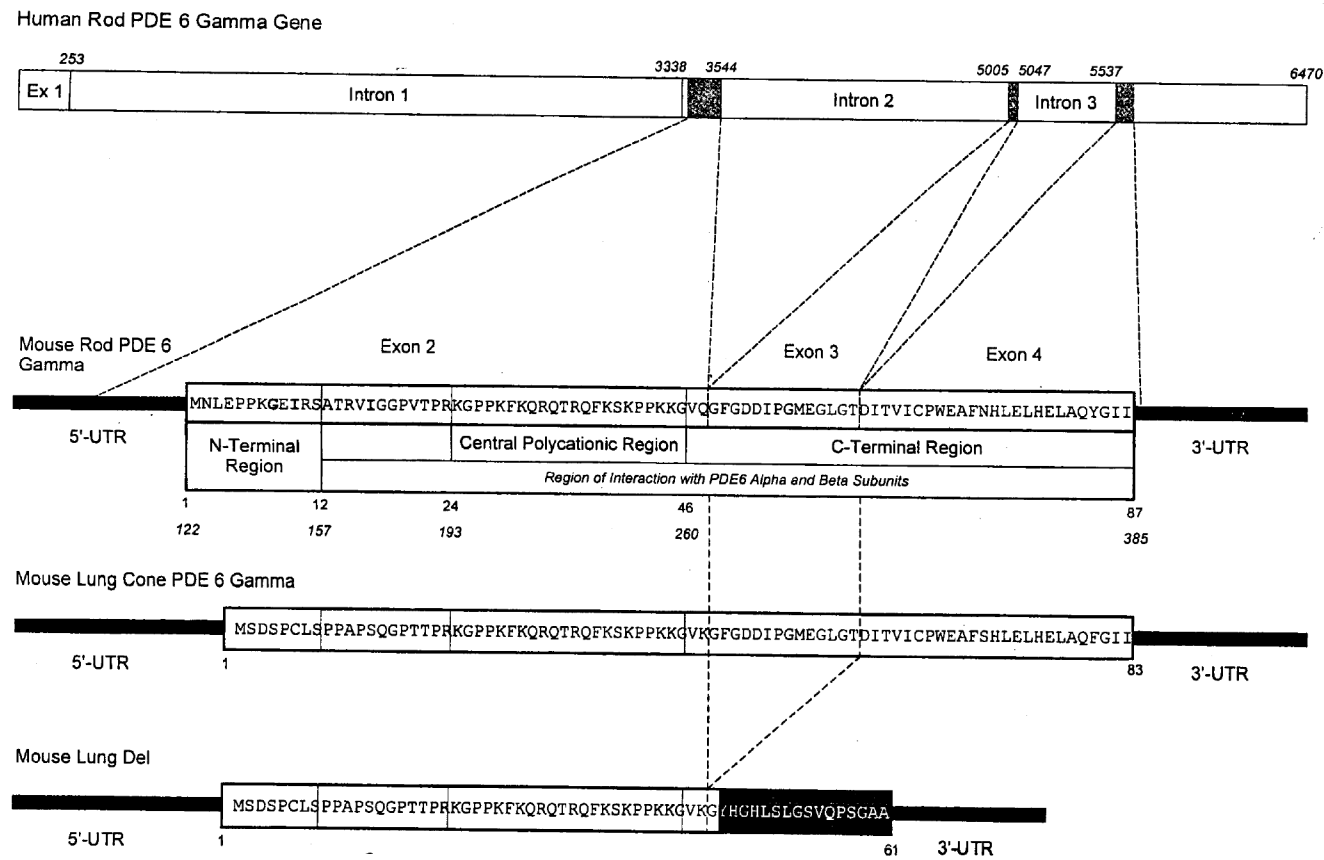 Human Rod PDE 6 Gamma Gene
253 3338 3544 5005 5047 5537 6470
Ex 1 Intron 1 Intron 2 Intron 3
Mouse Rod PDE 6
Gamma
Exon 2 Exon 3 Exon 4
MNLEPPKGEIRSATRVIGGPVTPRKGPPKFKQRQTRQFKSKPPKKGVQGFGDDIPGMEGLGTDITVICPWEAFNHLELHELAQYGII
5'-UTR
N-Terminal
Region
Central Polycationic Region
C-Terminal Region
3'-UTR
Region of Interaction with PDE6 Alpha and Beta Subunits
1 12 24 46 87
122 157 193 260 385
Mouse Lung Cone PDE 6 Gamma
MSDSPCLSPPAPSQGPTTPRKGPPKFKQRQTRQFKSKPPKKGVKGFGDDIPGMEGLGTDITVICPWEAFSHLELHELAQFGII
5'-UTR 1 83 3'-UTR
Mouse Lung Del
MSDSPCLSPPAPSQGPTTPRKGPPKFKQRQTRQFKSKPPKKGVKGYHGHLSLGSVQPSGAA
5'-UTR 1 61 3'-UTR